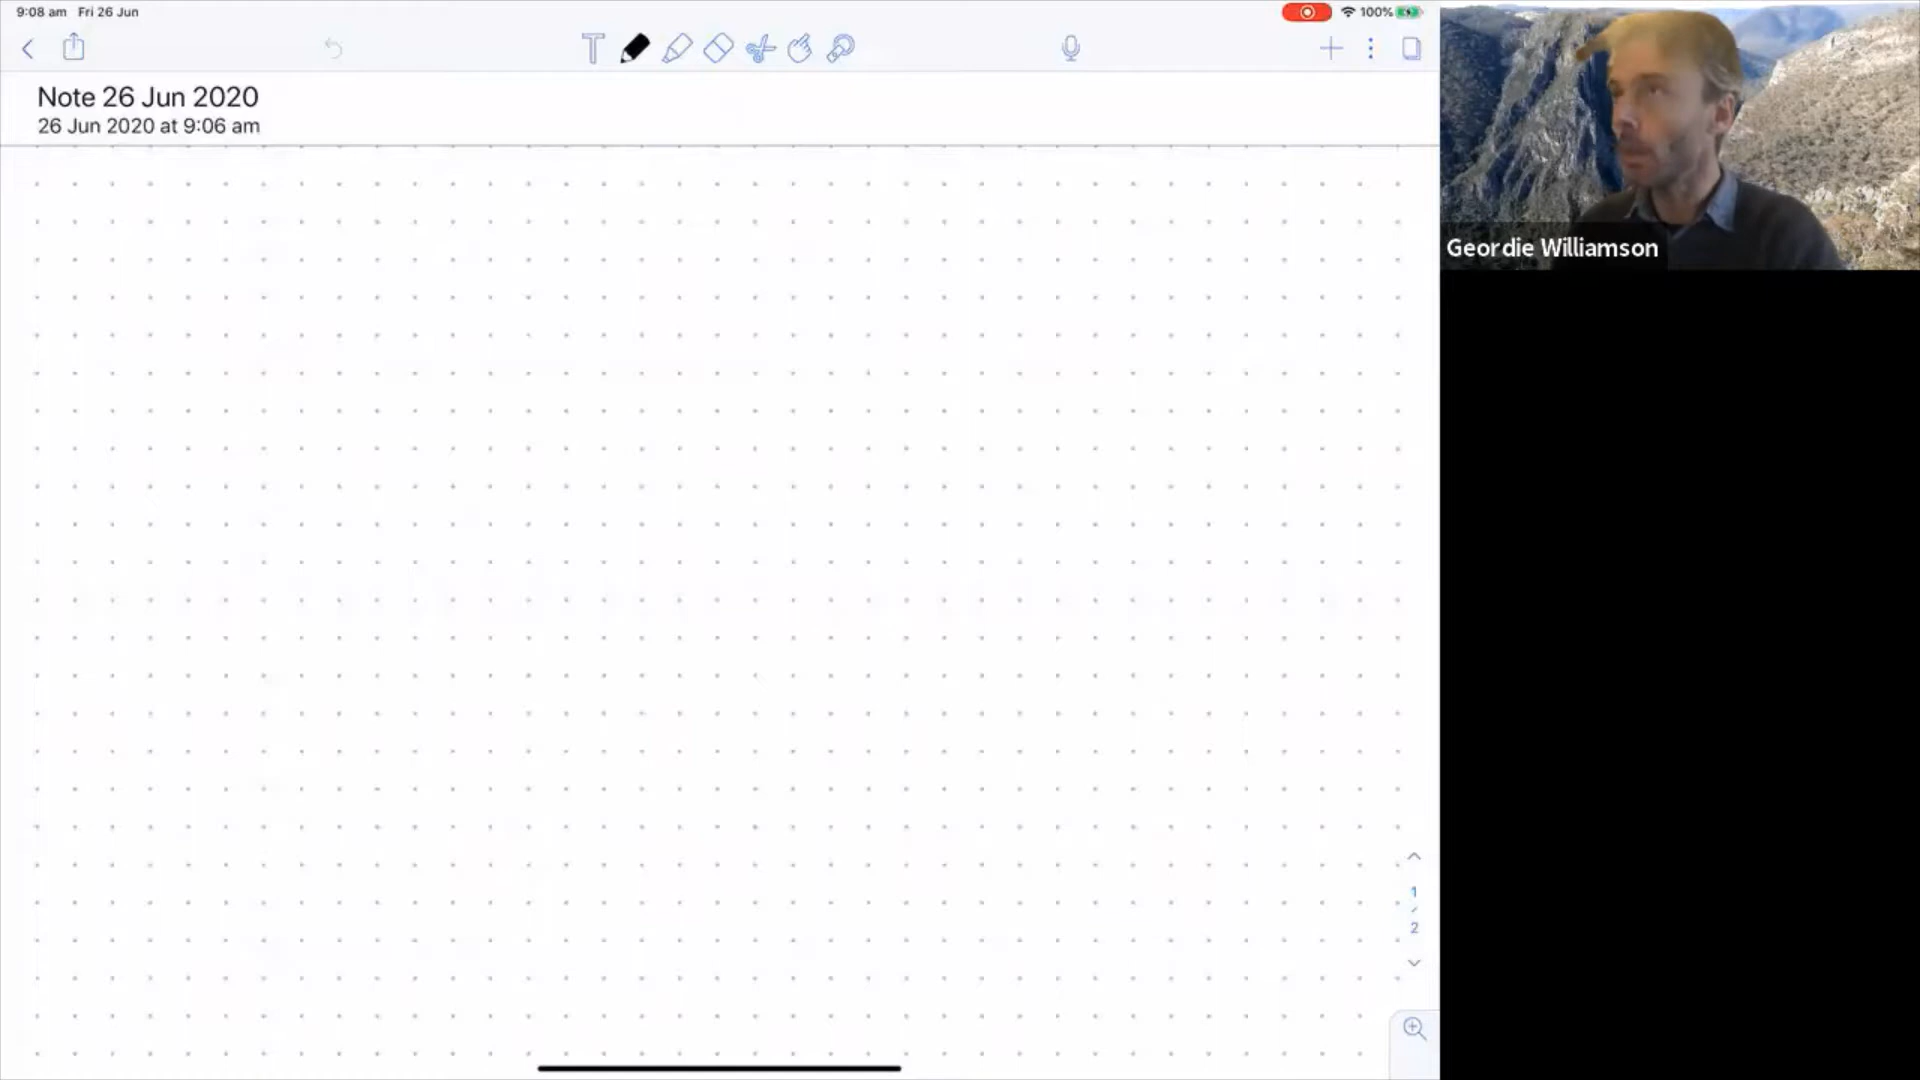 9:08 am Fri 26 Jun
100%
Note 26 Jun 2020
26 Jun 2020 at 9:06 am
Geordie Williamson
1
2